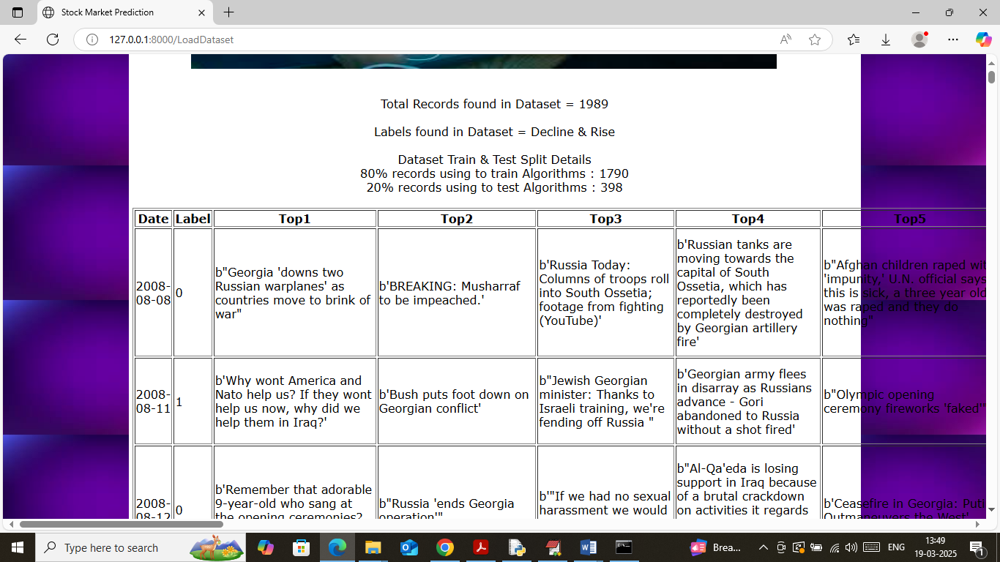 Stock Market Prediction
127.0.0.1:8000/LoadDataset
Total Records found in Dataset = 1989
Labels found in Dataset = Decline & Rise
Dataset Train & Test Split Details
80% records using to train Algorithms : 1790
20% records using to test Algorithms : 398
Date Label Top1 Top2 Top3 Top4 Top5
2008-
08-08
0
b"Georgia 'downs two
Russian warplanes' as
countries move to brink of
war"
b'BREAKING: Musharraf
to be impeached.'
b'Russia Today:
Columns of troops roll
into South Ossetia;
footage from fighting
(YouTube)'
b'Russian tanks are
moving towards the
capital of South
Ossetia, which has
reportedly been
completely destroyed
by Georgian artillery
fire'
b"Afghan children raped wit
'impunity,' U.N. official says
this is sick, a three year old
was raped and they do
nothing"
2008-
08-11
1
b'Why wont America and
Nato help us? If they wont
help us now, why did we
help them in Iraq?'
b'Bush puts foot down on
Georgian conflict'
b"Jewish Georgian
minister: Thanks to
Israeli training, we're
fending off Russia "
b'Georgian army flees
in disarray as Russians
advance - Gori
abandoned to Russia
without a shot fired'
b"Olympic opening
ceremony fireworks 'faked'"
2008-
08-12
0
b'Remember that adorable
9-year-old who sang at
the opening ceremonies?
b"Russia 'ends Georgia
operation'"
b'"If we had no sexual
harassment we would
b"Al-Qa'eda is losing
support in Iraq because
of a brutal crackdown
on activities it regards
b'Ceasefire in Georgia: Puti
Outmaneuvers the West'
Type here to search
Brea...
ENG
13:49
19-03-2025
1